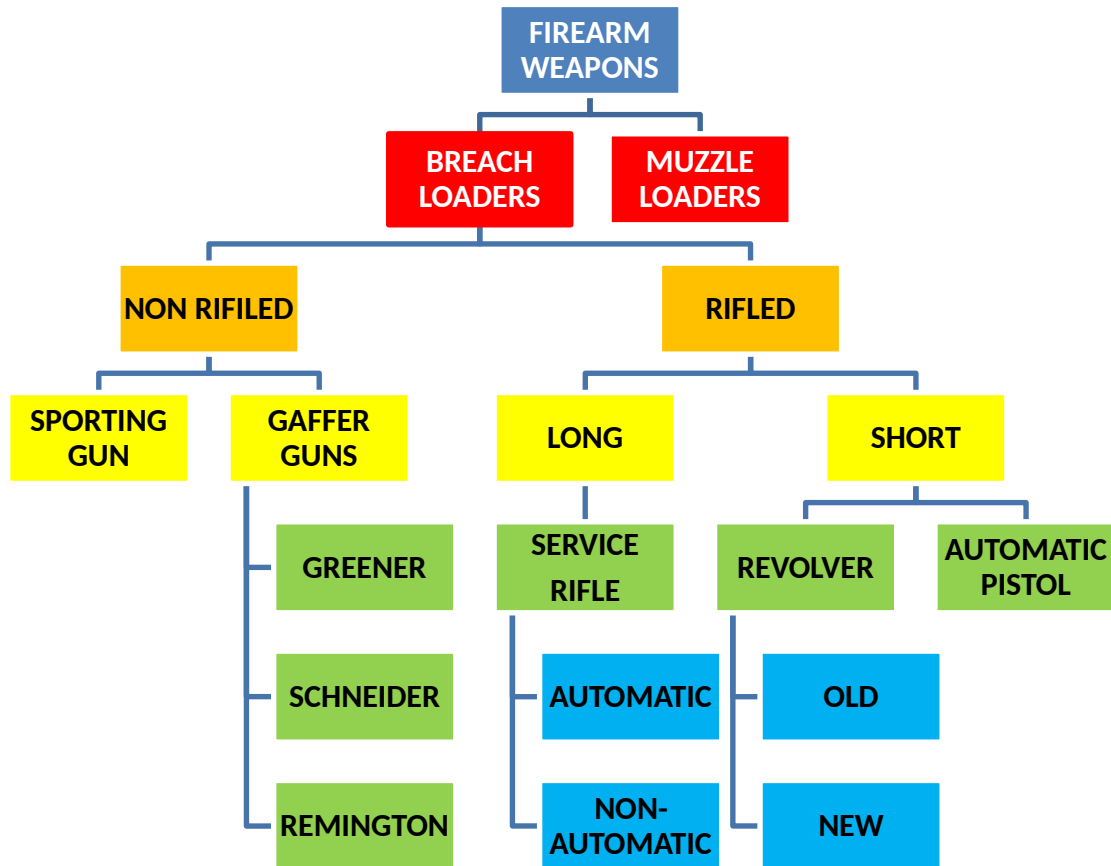 FIREARM
WEAPONS
BREACH
LOADERS
MUZZLE
LOADERS
NON RIFILED
RIFLED
SPORTING
GUN
GAFFER
GUNS
LONG
SHORT
GREENER
SERVICE
RIFLE
REVOLVER
AUTOMATIC
PISTOL
SCHNEIDER
AUTOMATIC
OLD
REMINGTON
NON-
AUTOMATIC
NEW